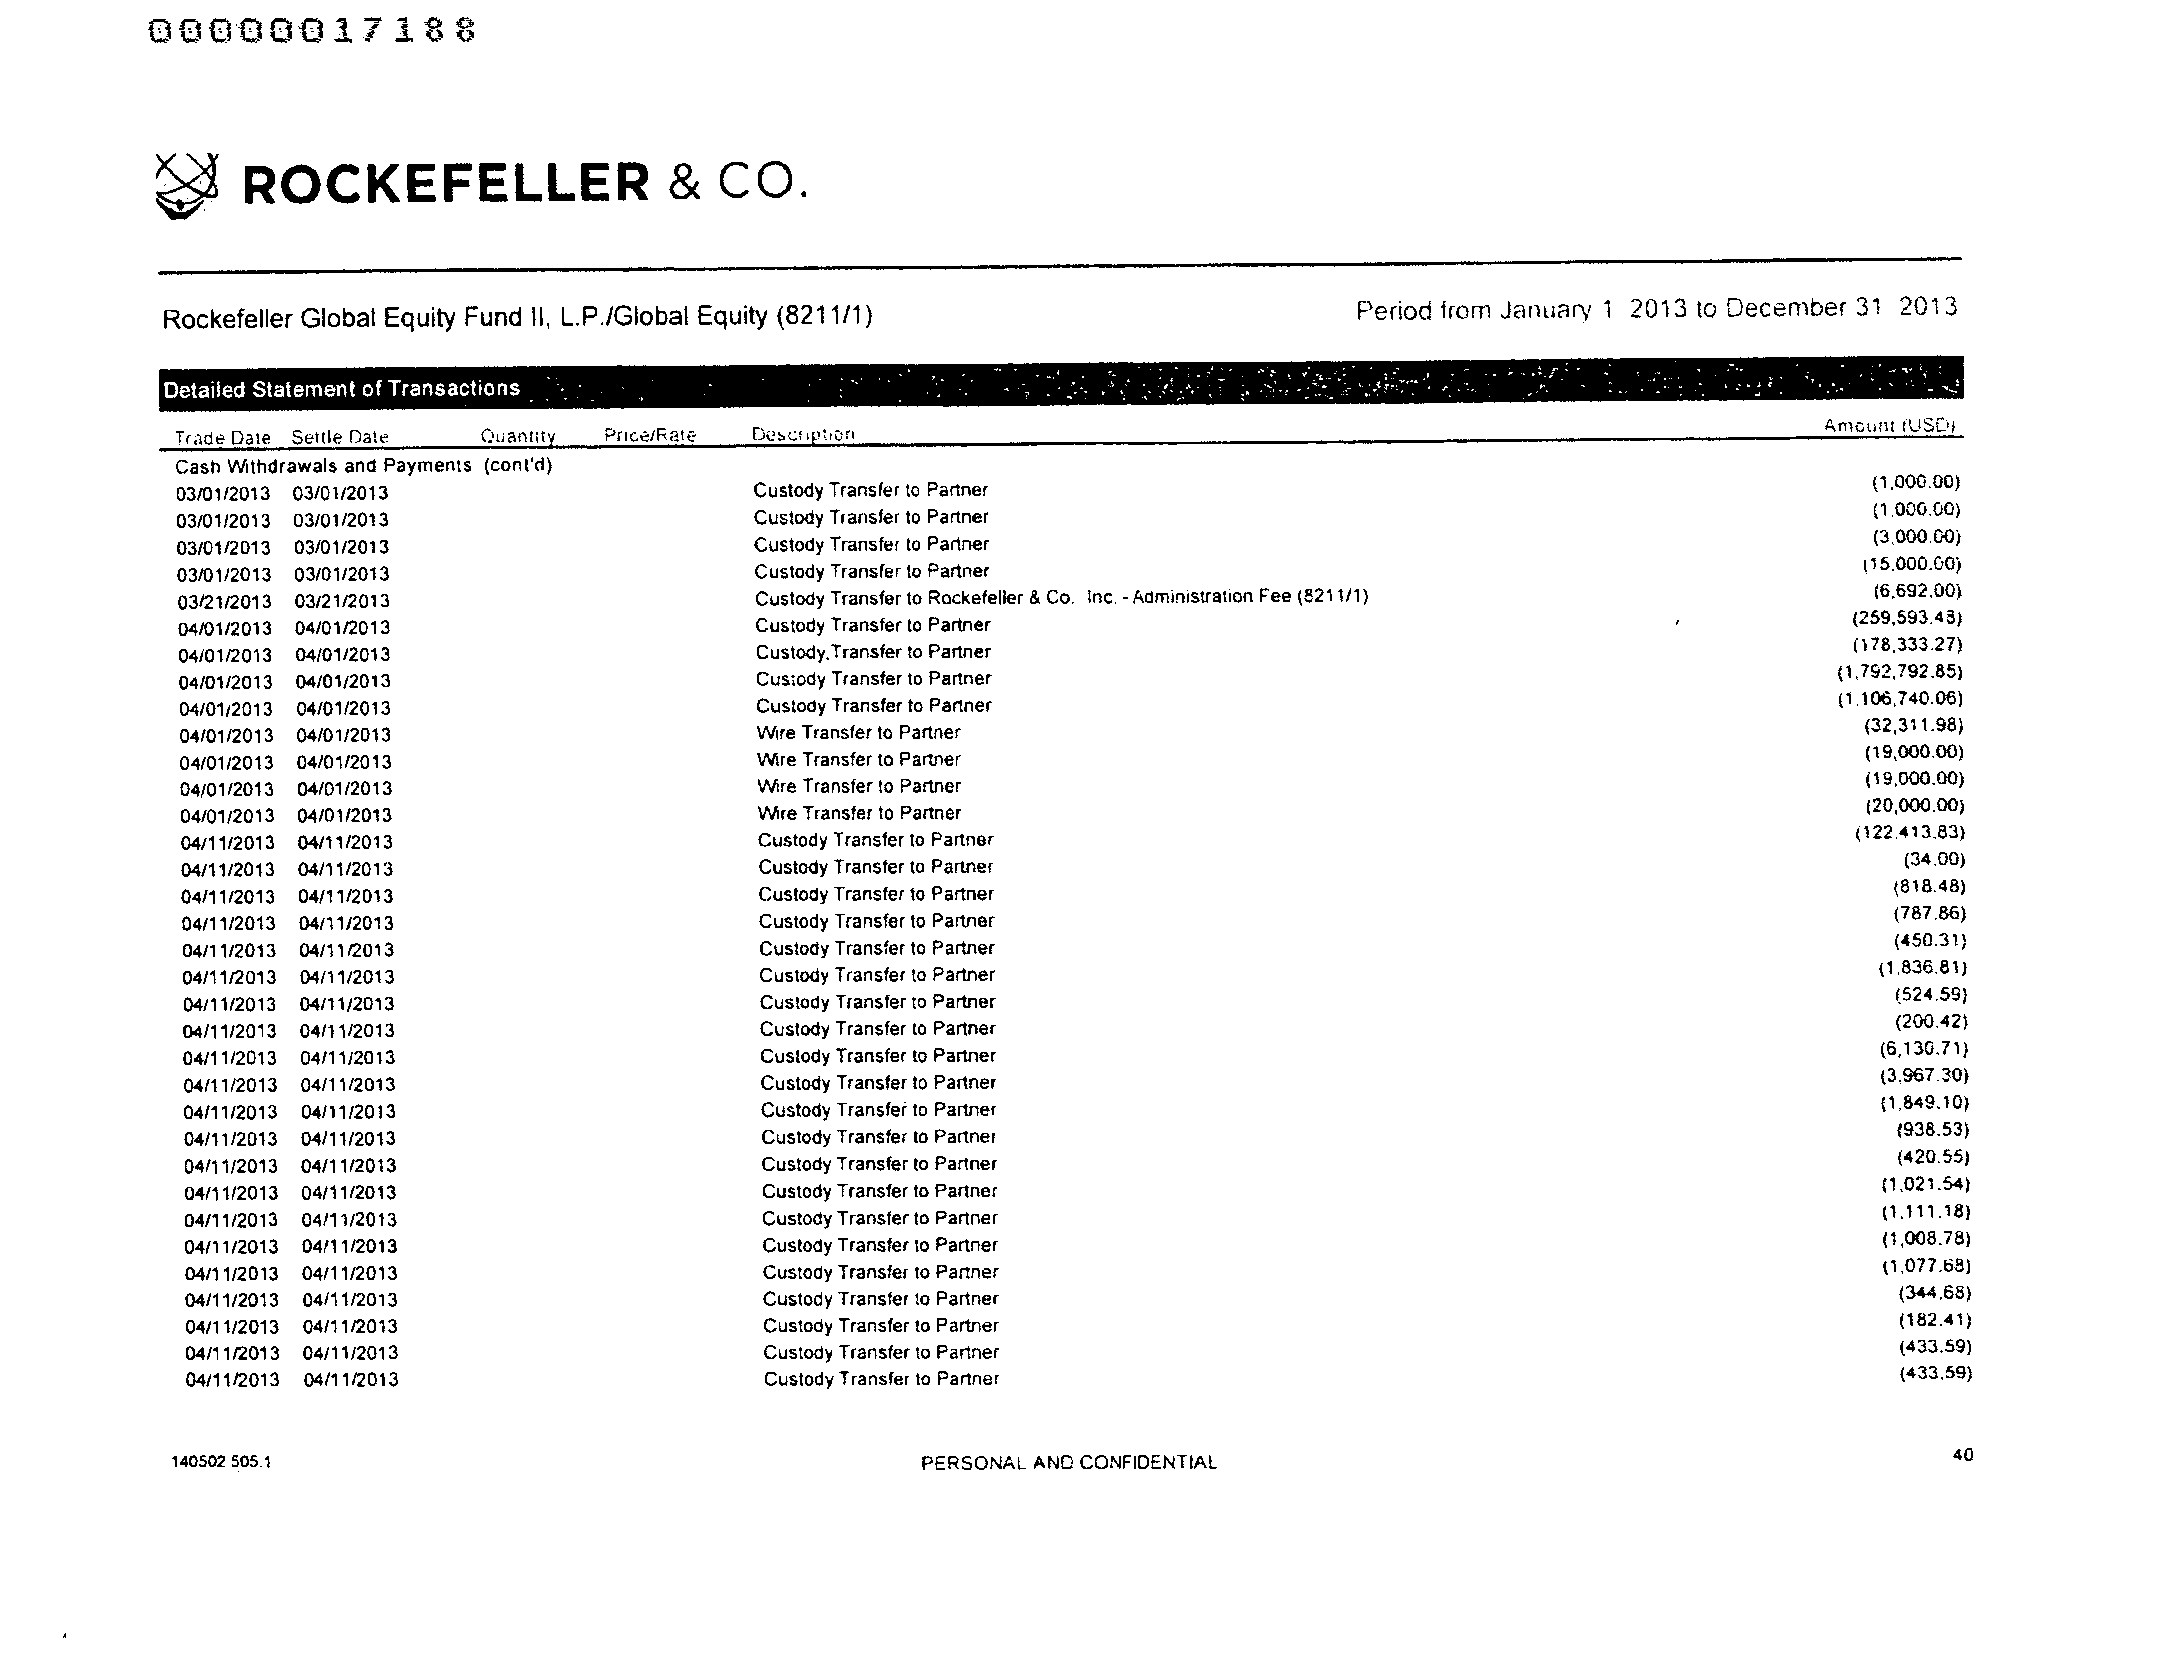 00000017188
ROCKEFELLER & CO.
Rockefeller Global Equity Fund II, L.P./Global Equity (8211/1) Period from January 1 2013 to December 31 2013
Detailed Statement of Transactions
Trade Date Settle Date Quantity Price/Rate Description Amount (USD)
Cash Withdrawals and Payments (cont'd)
03/01/2013 03/01/2013 Custody Transfer to Partner (1,000.00)
03/01/2013 03/01/2013 Custody Transfer to Partner (1,000.00)
03/01/2013 03/01/2013 Custody Transfer to Partner (3,000.00)
03/01/2013 03/01/2013 Custody Transfer to Partner (15,000.00)
03/21/2013 03/21/2013 Custody Transfer to Rockefeller & Co. Inc. - Administration Fee (8211/1) (6,692.00)
04/01/2013 04/01/2013 Custody Transfer to Partner (259,593.43)
04/01/2013 04/01/2013 Custody Transfer to Partner (178,333.27)
04/01/2013 04/01/2013 Custody Transfer to Partner (1,792,792.85)
04/01/2013 04/01/2013 Custody Transfer to Partner (1,106,740.06)
04/01/2013 04/01/2013 Wire Transfer to Partner (32,311.98)
04/01/2013 04/01/2013 Wire Transfer to Partner (19,000.00)
04/01/2013 04/01/2013 Wire Transfer to Partner (19,000.00)
04/01/2013 04/01/2013 Wire Transfer to Partner (20,000.00)
04/11/2013 04/11/2013 Custody Transfer to Partner (122,413.83)
04/11/2013 04/11/2013 Custody Transfer to Partner (34.00)
04/11/2013 04/11/2013 Custody Transfer to Partner (818.48)
04/11/2013 04/11/2013 Custody Transfer to Partner (787.86)
04/11/2013 04/11/2013 Custody Transfer to Partner (450.31)
04/11/2013 04/11/2013 Custody Transfer to Partner (1,836.81)
04/11/2013 04/11/2013 Custody Transfer to Partner (524.59)
04/11/2013 04/11/2013 Custody Transfer to Partner (200.42)
04/11/2013 04/11/2013 Custody Transfer to Partner (6,130.71)
04/11/2013 04/11/2013 Custody Transfer to Partner (3,967.30)
04/11/2013 04/11/2013 Custody Transfer to Partner (1,849.10)
04/11/2013 04/11/2013 Custody Transfer to Partner (938.53)
04/11/2013 04/11/2013 Custody Transfer to Partner (420.55)
04/11/2013 04/11/2013 Custody Transfer to Partner (1,021.54)
04/11/2013 04/11/2013 Custody Transfer to Partner (1,111.18)
04/11/2013 04/11/2013 Custody Transfer to Partner (1,008.78)
04/11/2013 04/11/2013 Custody Transfer to Partner (1,077.68)
04/11/2013 04/11/2013 Custody Transfer to Partner (344.68)
04/11/2013 04/11/2013 Custody Transfer to Partner (182.41)
04/11/2013 04/11/2013 Custody Transfer to Partner (433.59)
04/11/2013 04/11/2013 Custody Transfer to Partner (433.59)
140502 505.1 PERSONAL AND CONFIDENTIAL 40